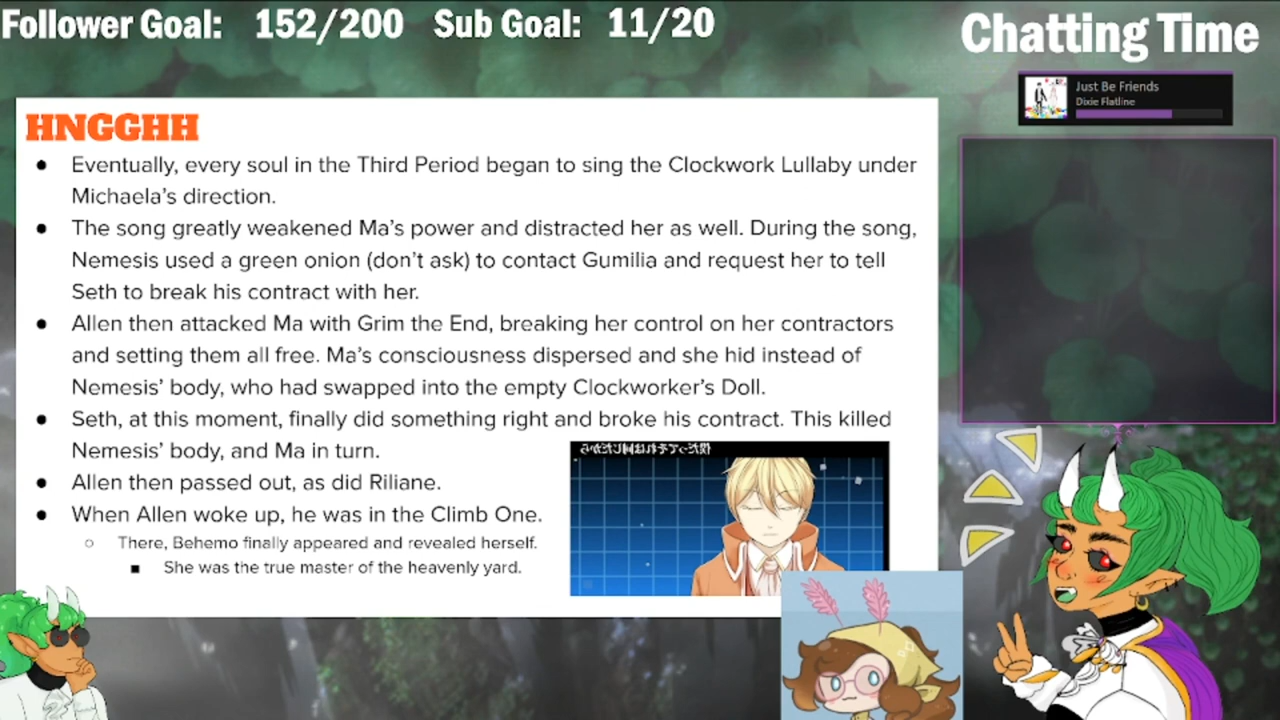 Follower Goal: 152/200 Sub Goal: 11/20
Chatting Time
Just Be Friends
Dixie Flatline
HNGGHH
● Eventually, every soul in the Third Period began to sing the Clockwork Lullaby under
Michaela's direction.
● The song greatly weakened Ma's power and distracted her as well. During the song,
Nemesis used a green onion (don't ask) to contact Gumilia and request her to tell
Seth to break his contract with her.
● Allen then attacked Ma with Grim the End, breaking her control on her contractors
and setting them all free. Ma's consciousness dispersed and she hid instead of
Nemesis' body, who had swapped into the empty Clockworker's Doll.
● Seth, at this moment, finally did something right and broke his contract. This killed
Nemesis' body, and Ma in turn.
● Allen then passed out, as did Riliane.
● When Allen woke up, he was in the Climb One.
○ There, Behemo finally appeared and revealed herself.
■ She was the true master of the heavenly yard.